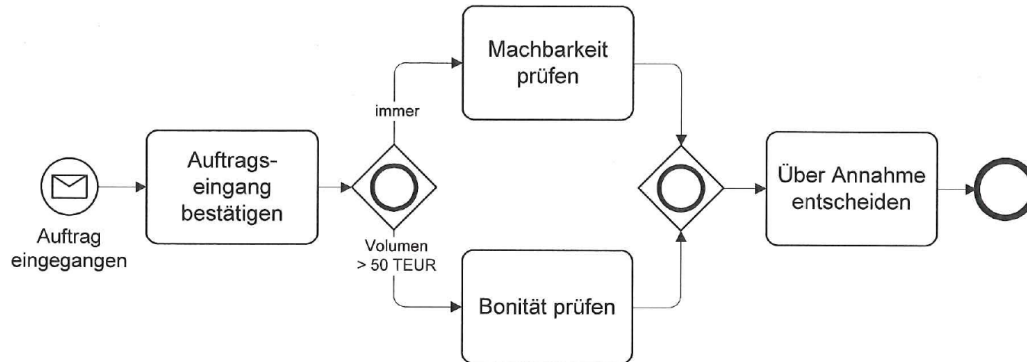 Machbarkeit
prüfen
immer
Auftrags-
eingang
bestätigen
Über Annahme
entscheiden
Auftrag
eingegangen
Volumen
> 50 TEUR
Bonität prüfen